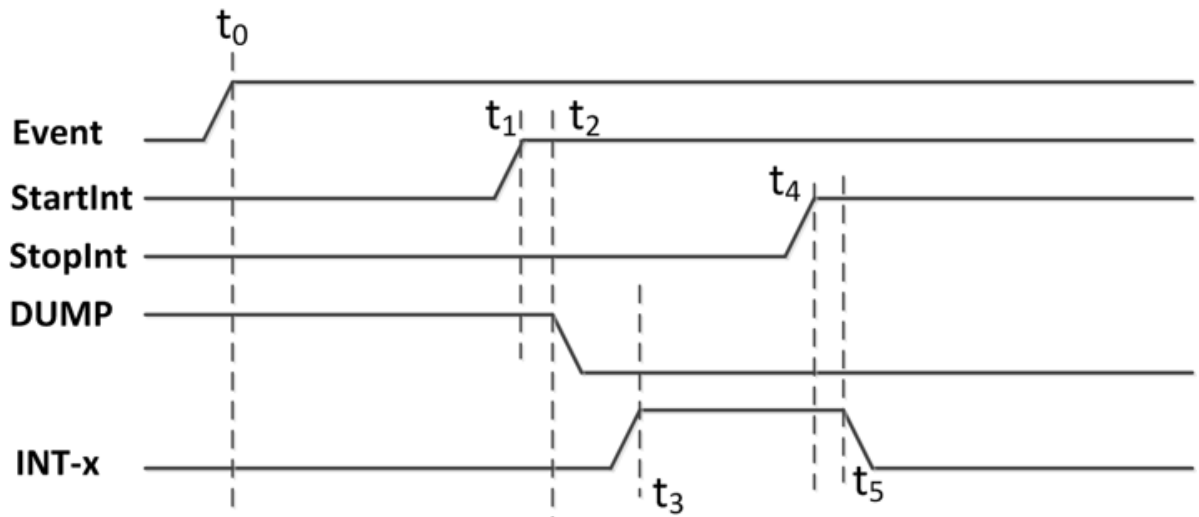 t0
Event
t1 t2
StartInt
t4
StopInt
DUMP
INT-x
t3
t5